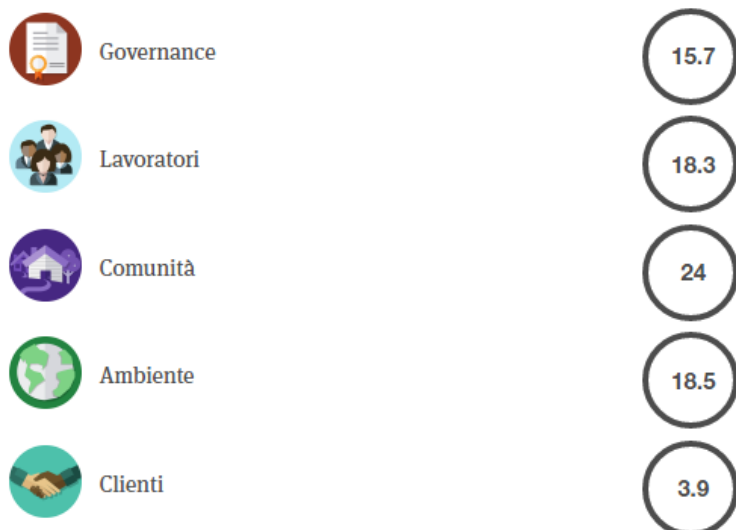 Governance 15.7
Lavoratori 18.3
Comunità 24
Ambiente 18.5
Clienti 3.9